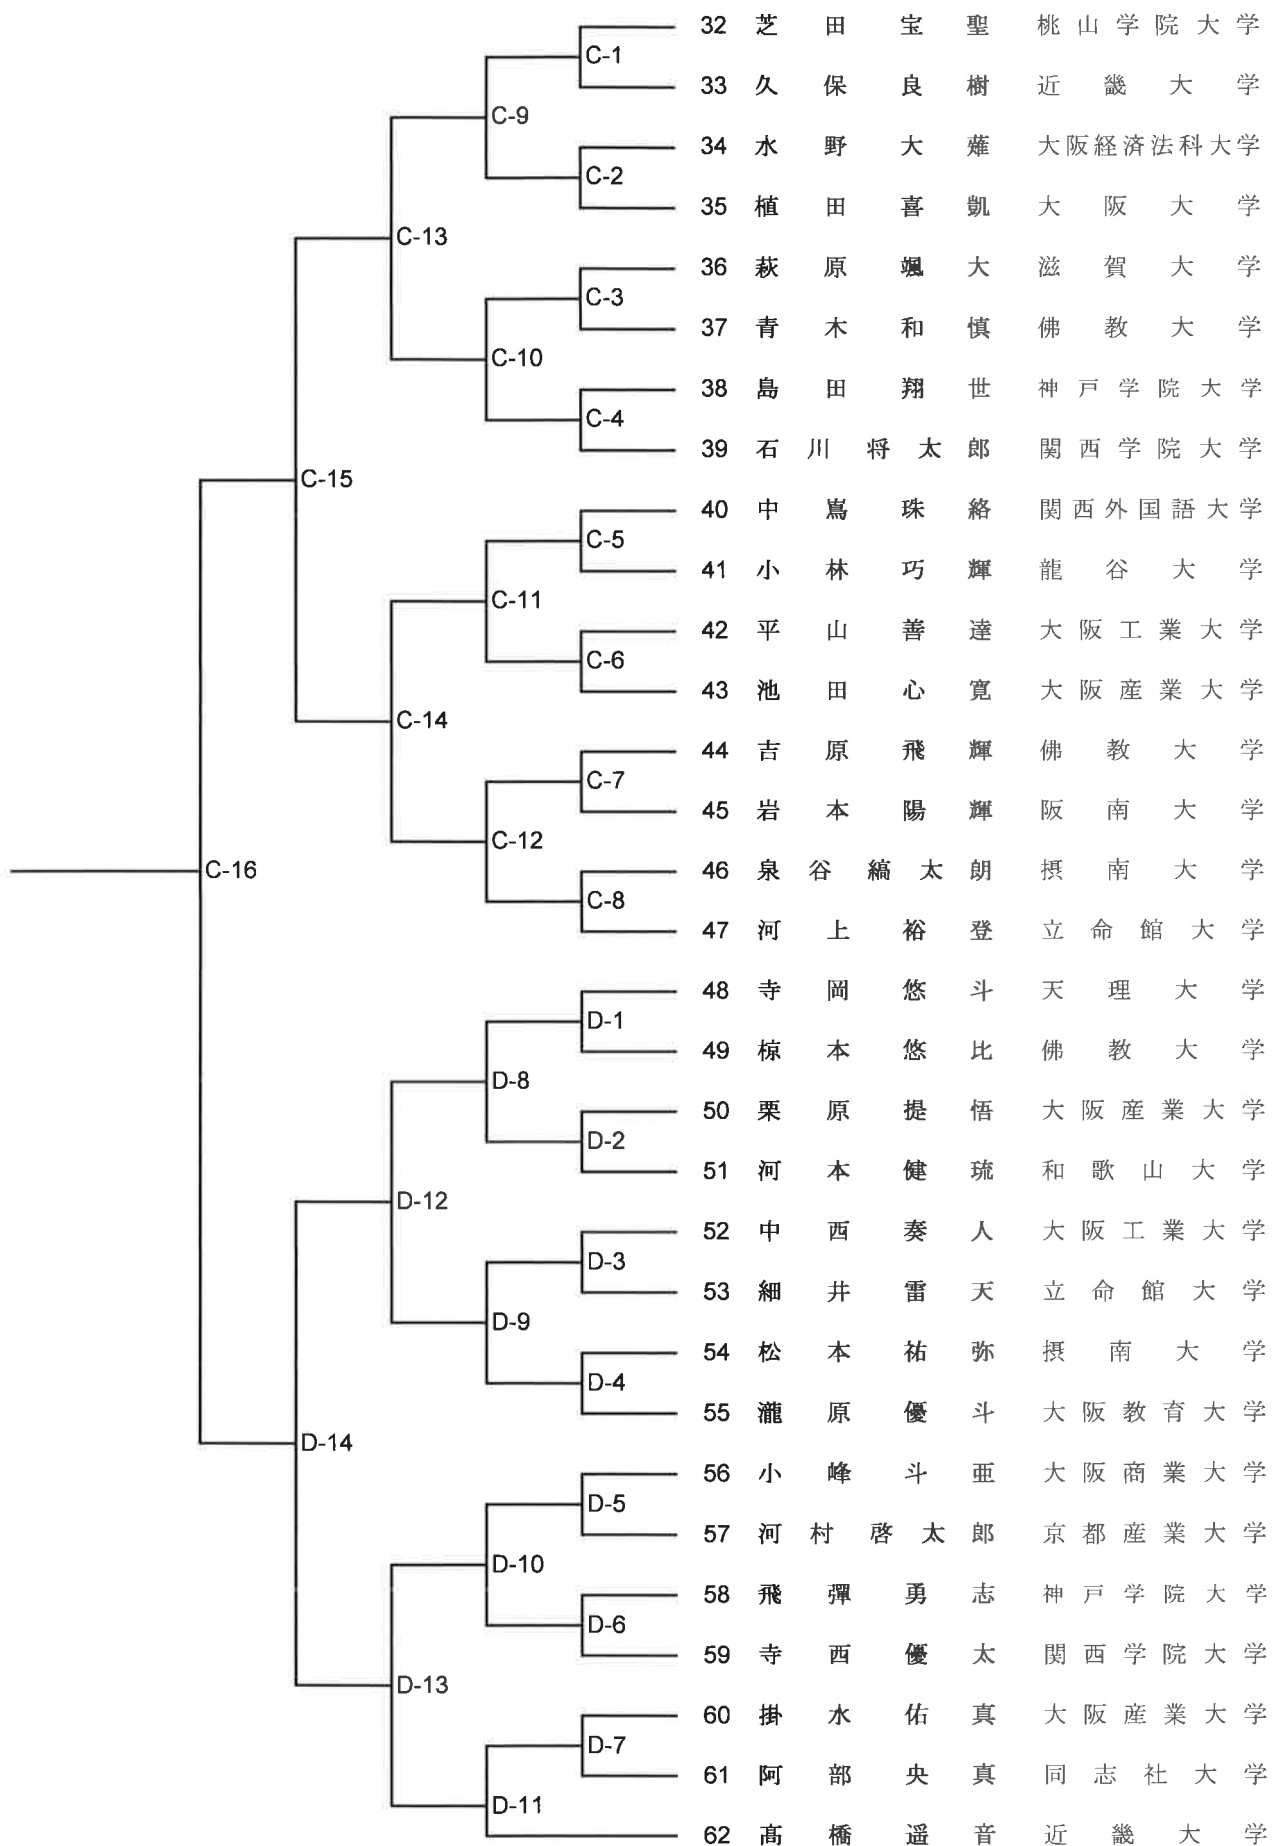 32 芝田宝聖 桃山学院大学
C-1
33 久保良樹 近畿大学
C-9
34 水野大薙 大阪経済法科大学
C-2
35 植田喜凱 大阪大学
C-13
36 萩原颯大 滋賀大学
C-3
37 青木和慎 佛教大学
C-10
38 島田翔世 神戸学院大学
C-4
39 石川将太郎 関西学院大学
C-15
40 中嶌珠絡 関西外国語大学
C-5
41 小林巧輝 龍谷大学
C-11
42 平山善達 大阪工業大学
C-6
43 池田心寛 大阪産業大学
C-14
44 吉原飛輝 佛教大学
C-7
45 岩本陽輝 阪南大学
C-12
C-16
46 泉谷縞太朗 摂南大学
C-8
47 河上裕登 立命館大学
48 寺岡悠斗 天理大学
D-1
49 椋本悠比 佛教大学
D-8
50 栗原提悟 大阪産業大学
D-2
51 河本健琉 和歌山大学
D-12
52 中西奏人 大阪工業大学
D-3
53 細井雷天 立命館大学
D-9
54 松本祐弥 摂南大学
D-4
55 瀧原優斗 大阪教育大学
D-14
56 小峰斗亜 大阪商業大学
D-5
57 河村啓太郎 京都産業大学
D-10
58 飛彈勇志 神戸学院大学
D-6
59 寺西優太 関西学院大学
D-13
60 掛水佑真 大阪産業大学
D-7
61 阿部央真 同志社大学
D-11
62 髙橋遥音 近畿大学